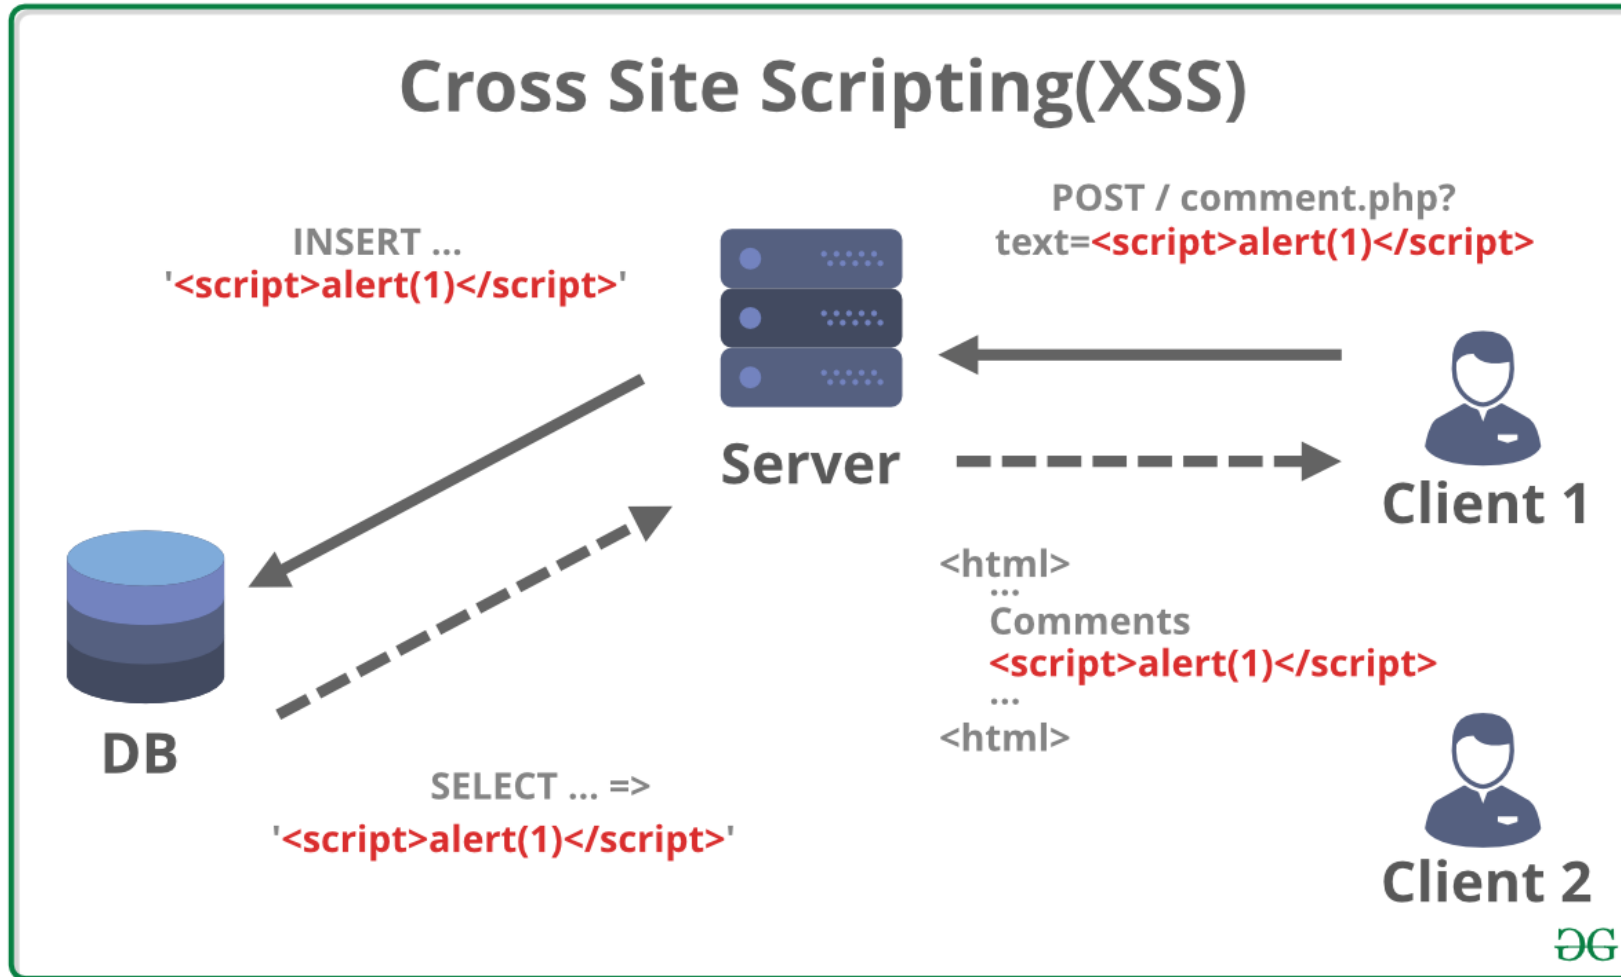 Cross Site Scripting(XSS)
POST / comment.php?
text=<script>alert(1)</script>
INSERT ...
'<script>alert(1)</script>'
Server
Client 1
<html>
...
Comments
<script>alert(1)</script>
...
<html>
DB
SELECT ... =>
'<script>alert(1)</script>'
Client 2
GG